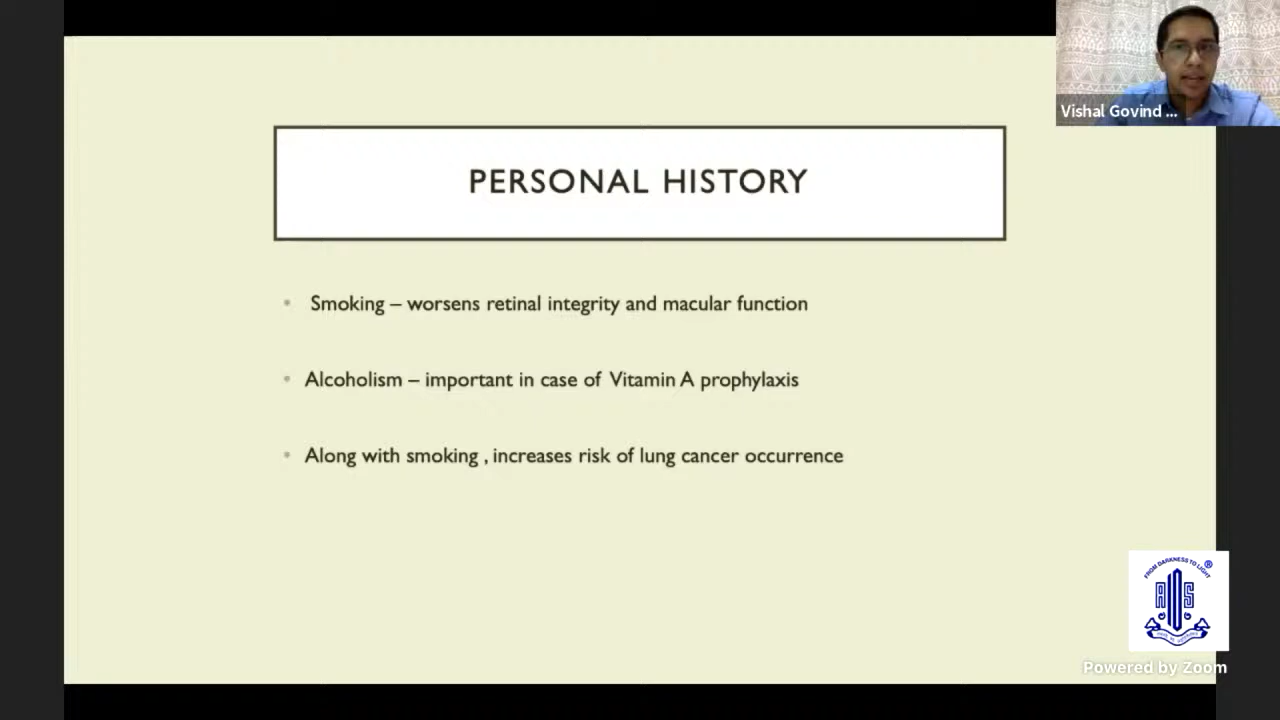 Vishal Govind ...
PERSONAL HISTORY
• Smoking – worsens retinal integrity and macular function
• Alcoholism – important in case of Vitamin A prophylaxis
• Along with smoking , increases risk of lung cancer occurrence
FROM DARKNESS TO LIGHT ®
Powered by Zoom